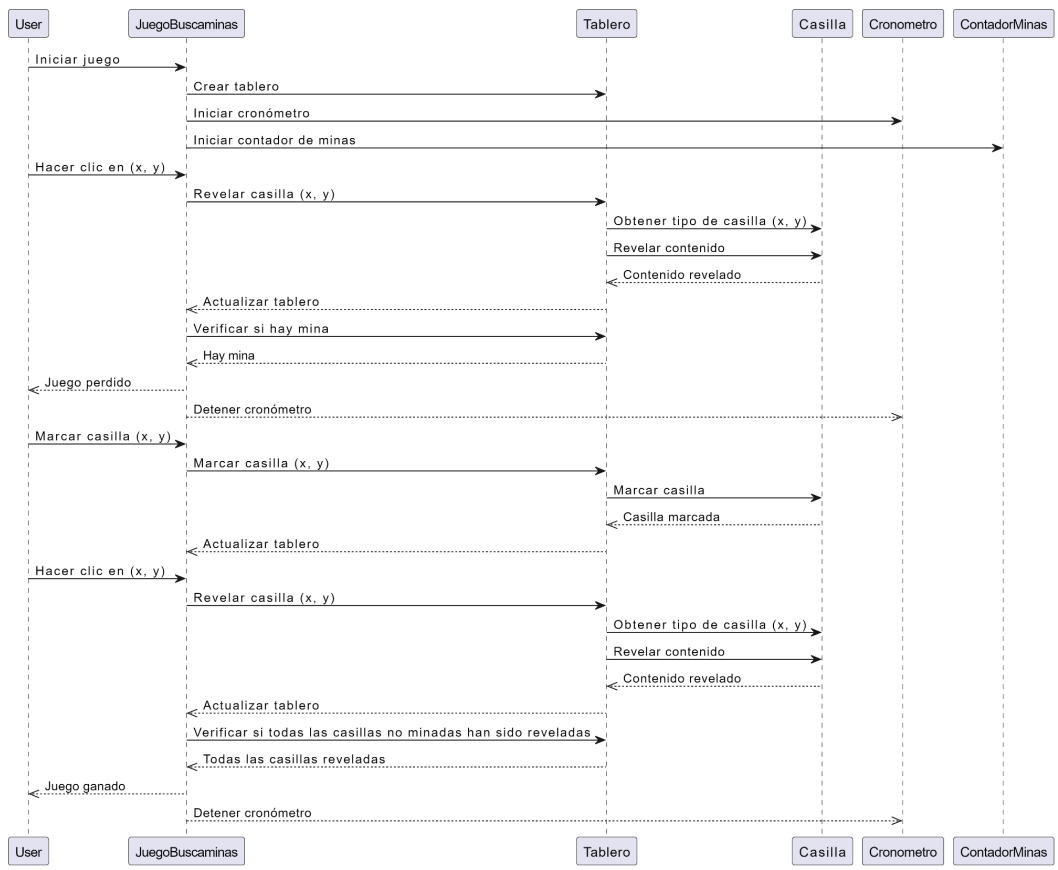 User JuegoBuscaminas Tablero Casilla Cronometro ContadorMinas
Iniciar juego
Crear tablero
Iniciar cronómetro
Iniciar contador de minas
Hacer clic en (x, y)
Revelar casilla (x, y)
Obtener tipo de casilla (x, y)
Revelar contenido
Contenido revelado
Actualizar tablero
Verificar si hay mina
Hay mina
Juego perdido
Detener cronómetro
Marcar casilla (x, y)
Marcar casilla (x, y)
Marcar casilla
Casilla marcada
Actualizar tablero
Hacer clic en (x, y)
Revelar casilla (x, y)
Obtener tipo de casilla (x, y)
Revelar contenido
Contenido revelado
Actualizar tablero
Verificar si todas las casillas no minadas han sido reveladas
Todas las casillas reveladas
Juego ganado
Detener cronómetro
User JuegoBuscaminas Tablero Casilla Cronometro ContadorMinas